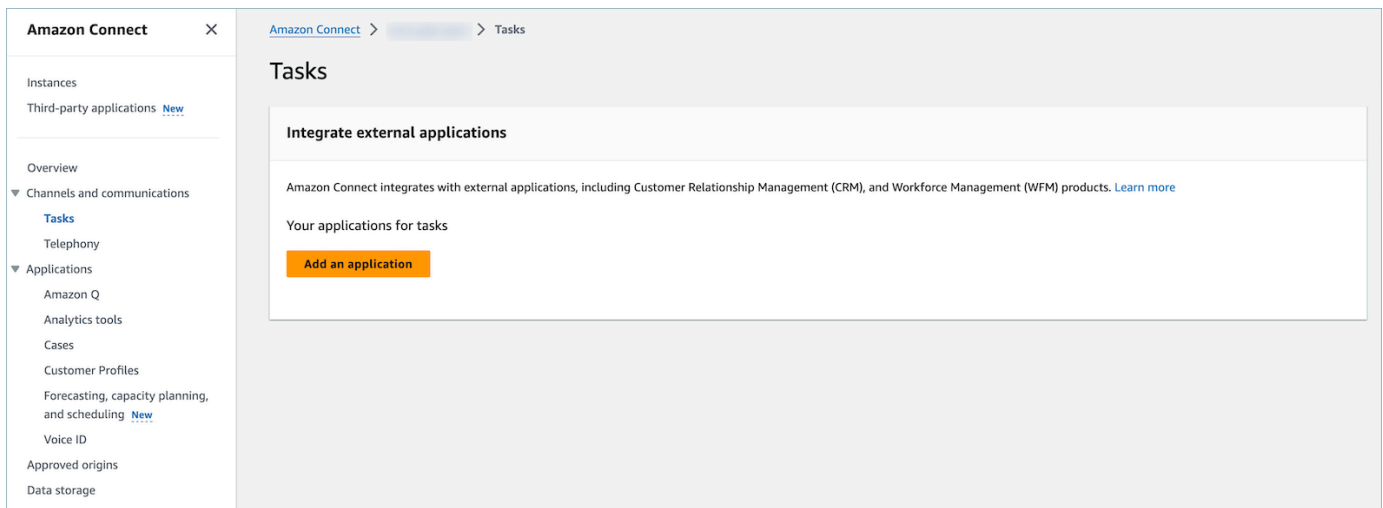 Amazon Connect
Instances
Third-party applications New
Overview
Channels and communications
Tasks
Telephony
Applications
Amazon Q
Analytics tools
Cases
Customer Profiles
Forecasting, capacity planning,
and scheduling New
Voice ID
Approved origins
Data storage
Amazon Connect > > Tasks
Tasks
Integrate external applications
Amazon Connect integrates with external applications, including Customer Relationship Management (CRM), and Workforce Management (WFM) products. Learn more
Your applications for tasks
Add an application